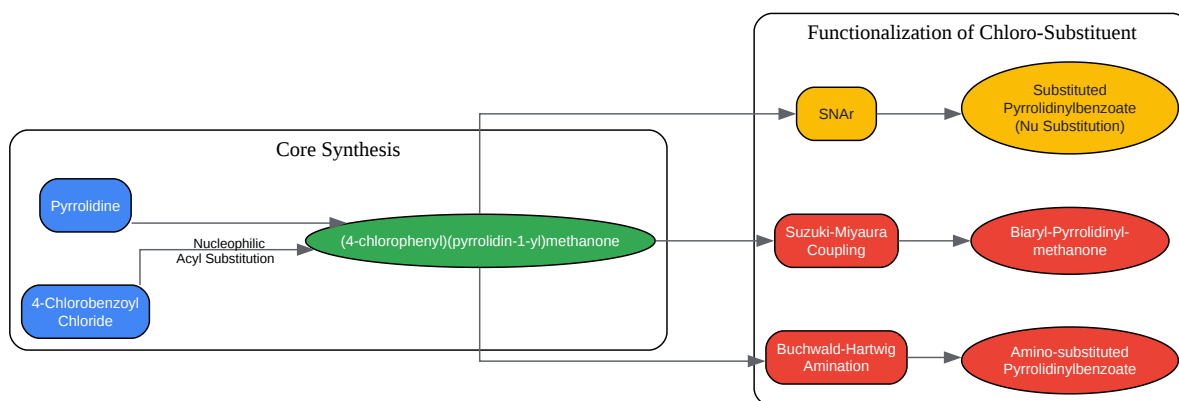 Functionalization of Chloro-Substituent
Substituted
Pyrrolidinylbenzoate
(Nu Substitution)
SNAr
Core Synthesis
Pyrrolidine
Nucleophilic
Acyl Substitution
(4-chlorophenyl)(pyrrolidin-1-yl)methanone
Suzuki-Miyaura
Coupling
Biaryl-Pyrrolidinyl-
methanone
4-Chlorobenzoyl
Chloride
Buchwald-Hartwig
Amination
Amino-substituted
Pyrrolidinylbenzoate